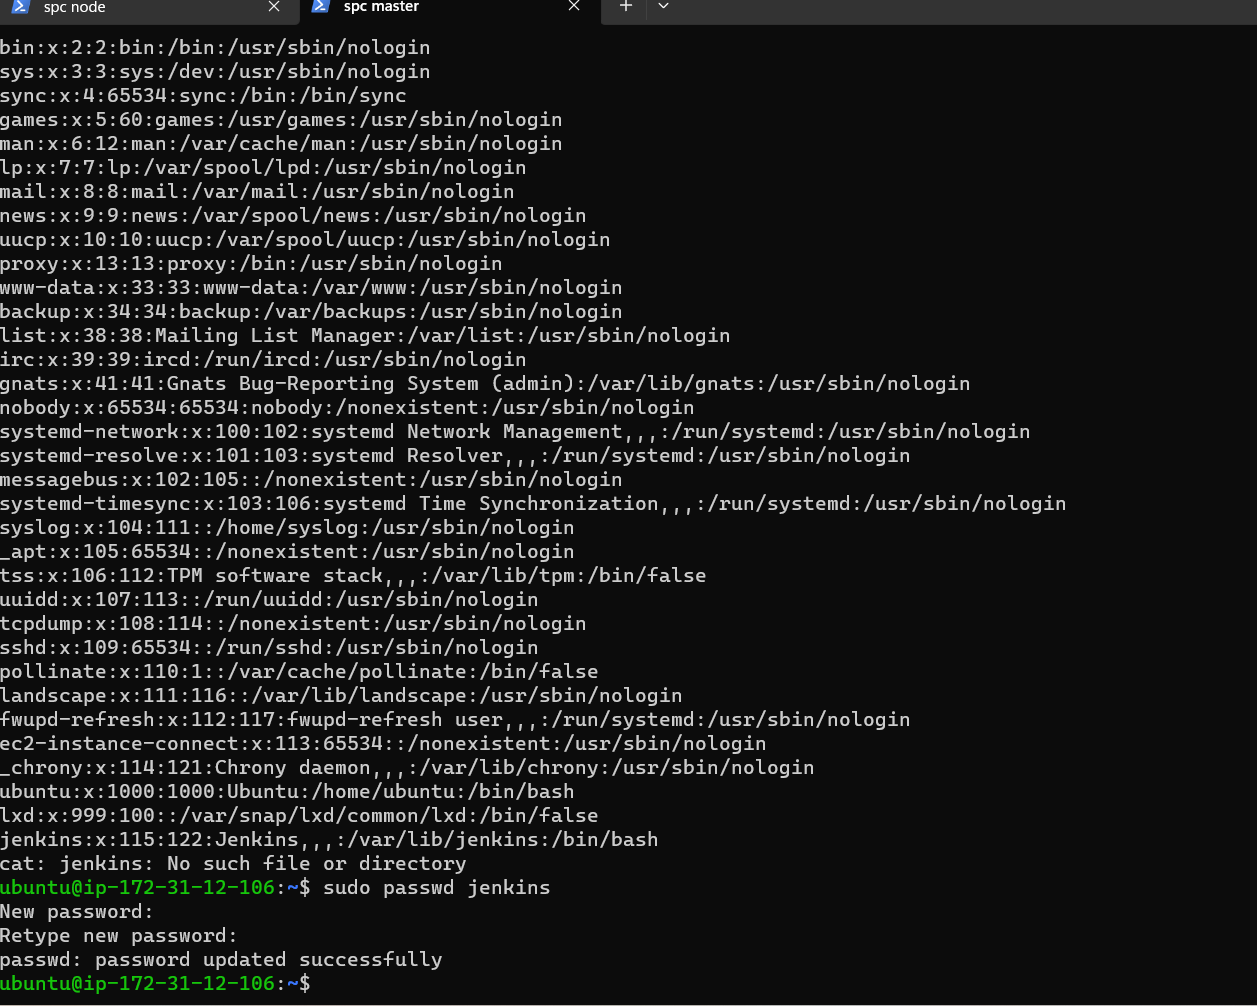 spc node
spc master
bin:x:2:2:bin:/bin:/usr/sbin/nologin
sys:x:3:3:sys:/dev:/usr/sbin/nologin
sync:x:4:65534:sync:/bin:/bin/sync
games:x:5:60:games:/usr/games:/usr/sbin/nologin
man:x:6:12:man:/var/cache/man:/usr/sbin/nologin
lp:x:7:7:lp:/var/spool/lpd:/usr/sbin/nologin
mail:x:8:8:mail:/var/mail:/usr/sbin/nologin
news:x:9:9:news:/var/spool/news:/usr/sbin/nologin
uucp:x:10:10:uucp:/var/spool/uucp:/usr/sbin/nologin
proxy:x:13:13:proxy:/bin:/usr/sbin/nologin
www-data:x:33:33:www-data:/var/www:/usr/sbin/nologin
backup:x:34:34:backup:/var/backups:/usr/sbin/nologin
list:x:38:38:Mailing List Manager:/var/list:/usr/sbin/nologin
irc:x:39:39:ircd:/run/ircd:/usr/sbin/nologin
gnats:x:41:41:Gnats Bug-Reporting System (admin):/var/lib/gnats:/usr/sbin/nologin
nobody:x:65534:65534:nobody:/nonexistent:/usr/sbin/nologin
systemd-network:x:100:102:systemd Network Management,,,:/run/systemd:/usr/sbin/nologin
systemd-resolve:x:101:103:systemd Resolver,,,:/run/systemd:/usr/sbin/nologin
messagebus:x:102:105::/nonexistent:/usr/sbin/nologin
systemd-timesync:x:103:106:systemd Time Synchronization,,,:/run/systemd:/usr/sbin/nologin
syslog:x:104:111::/home/syslog:/usr/sbin/nologin
_apt:x:105:65534::/nonexistent:/usr/sbin/nologin
tss:x:106:112:TPM software stack,,,:/var/lib/tpm:/bin/false
uuidd:x:107:113::/run/uuidd:/usr/sbin/nologin
tcpdump:x:108:114::/nonexistent:/usr/sbin/nologin
sshd:x:109:65534::/run/sshd:/usr/sbin/nologin
pollinate:x:110:1::/var/cache/pollinate:/bin/false
landscape:x:111:116::/var/lib/landscape:/usr/sbin/nologin
fwupd-refresh:x:112:117:fwupd-refresh user,,,:/run/systemd:/usr/sbin/nologin
ec2-instance-connect:x:113:65534::/nonexistent:/usr/sbin/nologin
_chrony:x:114:121:Chrony daemon,,,:/var/lib/chrony:/usr/sbin/nologin
ubuntu:x:1000:1000:Ubuntu:/home/ubuntu:/bin/bash
lxd:x:999:100::/var/snap/lxd/common/lxd:/bin/false
jenkins:x:115:122:Jenkins,,,:/var/lib/jenkins:/bin/bash
cat: jenkins: No such file or directory
ubuntu@ip-172-31-12-106:~$ sudo passwd jenkins
New password:
Retype new password:
passwd: password updated successfully
ubuntu@ip-172-31-12-106:~$